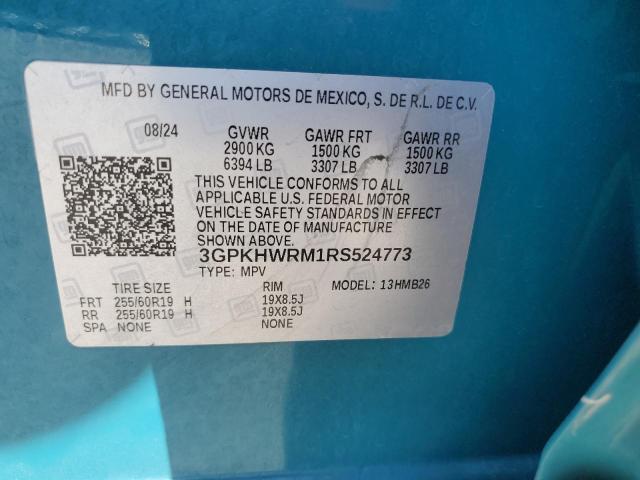 MFD BY GENERAL MOTORS DE MEXICO, S. DE R.L. DE C.V.
08/24 GVWR GAWR FRT GAWR RR
2900 KG 1500 KG 1500 KG
6394 LB 3307 LB 3307 LB
THIS VEHICLE CONFORMS TO ALL
APPLICABLE U.S. FEDERAL MOTOR
VEHICLE SAFETY STANDARDS IN EFFECT
ON THE DATE OF MANUFACTURE
SHOWN ABOVE.
3GPKHWRM1RS524773
TYPE: MPV MODEL: 13HMB26
TIRE SIZE RIM
FRT 255/60R19 H 19X8.5J
RR 255/60R19 H 19X8.5J
SPA NONE NONE